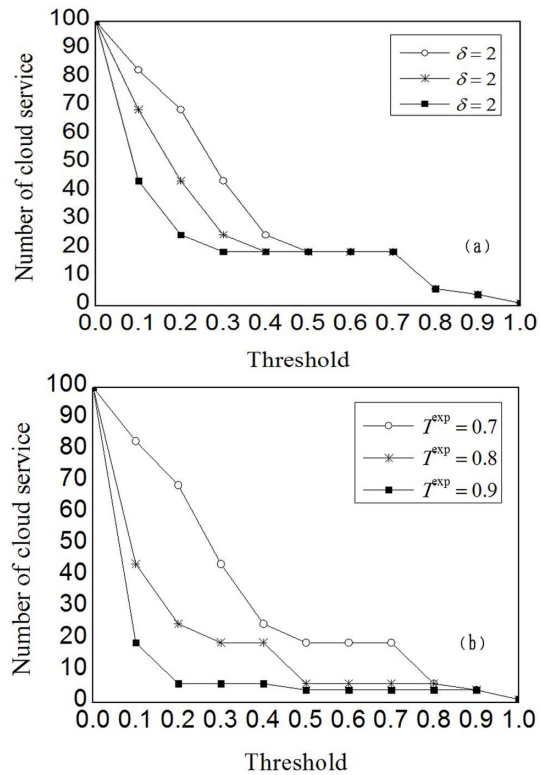 100
90
80
70
60
50
40
30
20
10
0
Number of cloud service
δ = 2
δ = 2
δ = 2
(a)
0.0 0.1 0.2 0.3 0.4 0.5 0.6 0.7 0.8 0.9 1.0
Threshold
100
90
80
70
60
50
40
30
20
10
0
Number of cloud service
T^exp = 0.7
T^exp = 0.8
T^exp = 0.9
(b)
0.0 0.1 0.2 0.3 0.4 0.5 0.6 0.7 0.8 0.9 1.0
Threshold